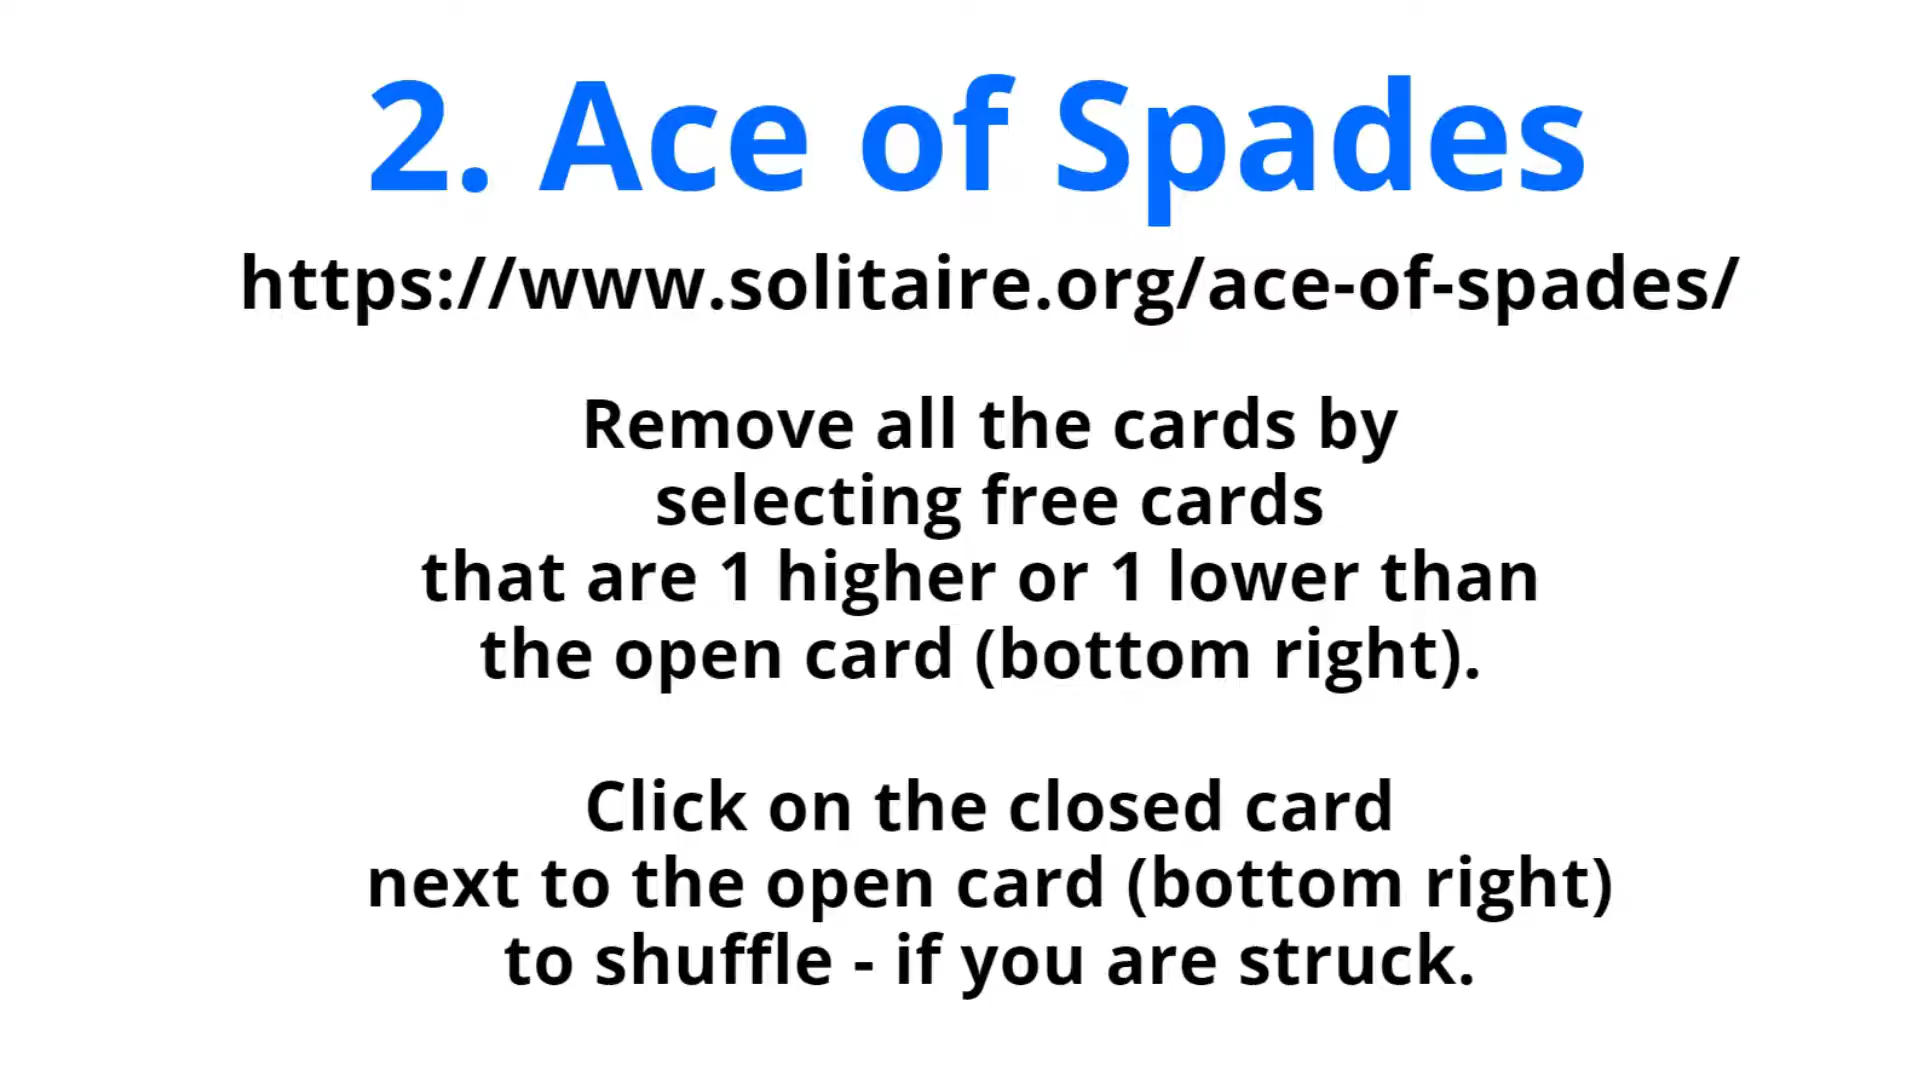 2. Ace of Spades
https://www.solitaire.org/ace-of-spades/
Remove all the cards by
selecting free cards
that are 1 higher or 1 lower than
the open card (bottom right).
Click on the closed card
next to the open card (bottom right)
to shuffle - if you are struck.